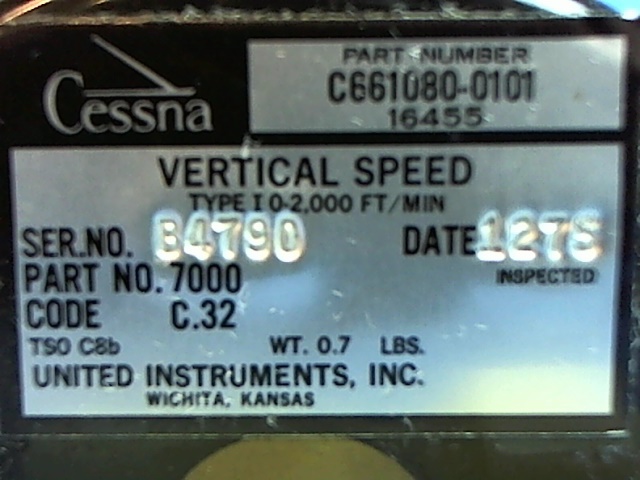 Cessna
PART NUMBER
C661080-0101
16455
VERTICAL SPEED
TYPE I 0-2,000 FT/MIN
SER.NO. B4790 DATE
INSPECTED
PART NO. 7000
CODE C.32
TSO C8b WT. 0.7 LBS.
UNITED INSTRUMENTS, INC.
WICHITA, KANSAS